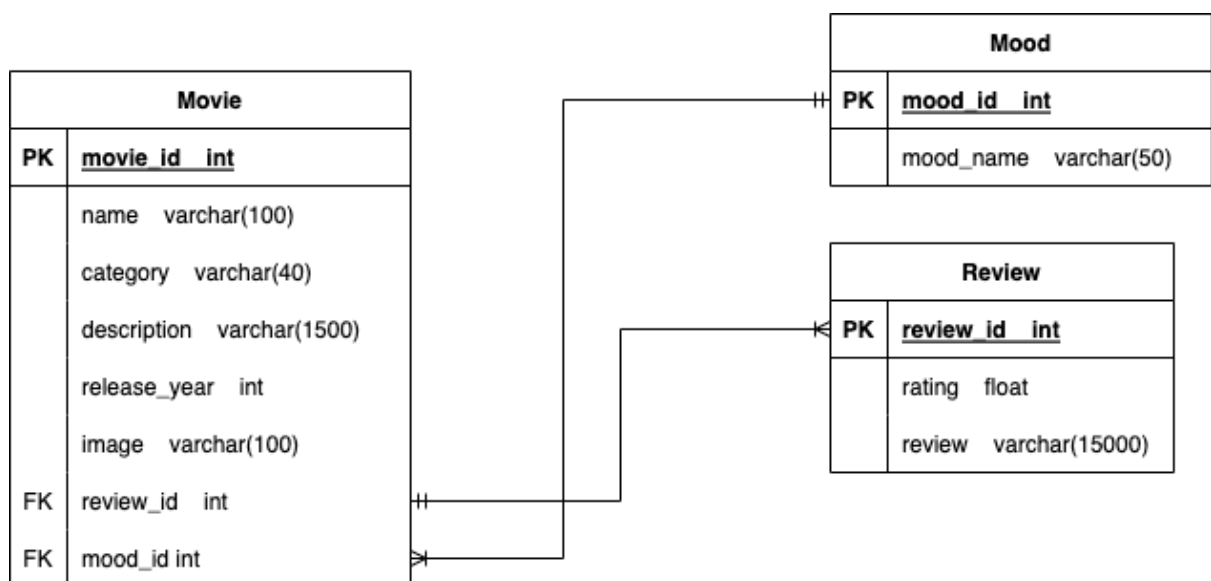 Movie
PK movie_id int
name varchar(100)
category varchar(40)
description varchar(1500)
release_year int
image varchar(100)
FK review_id int
FK mood_id int
Mood
PK mood_id int
mood_name varchar(50)
Review
PK review_id int
rating float
review varchar(15000)